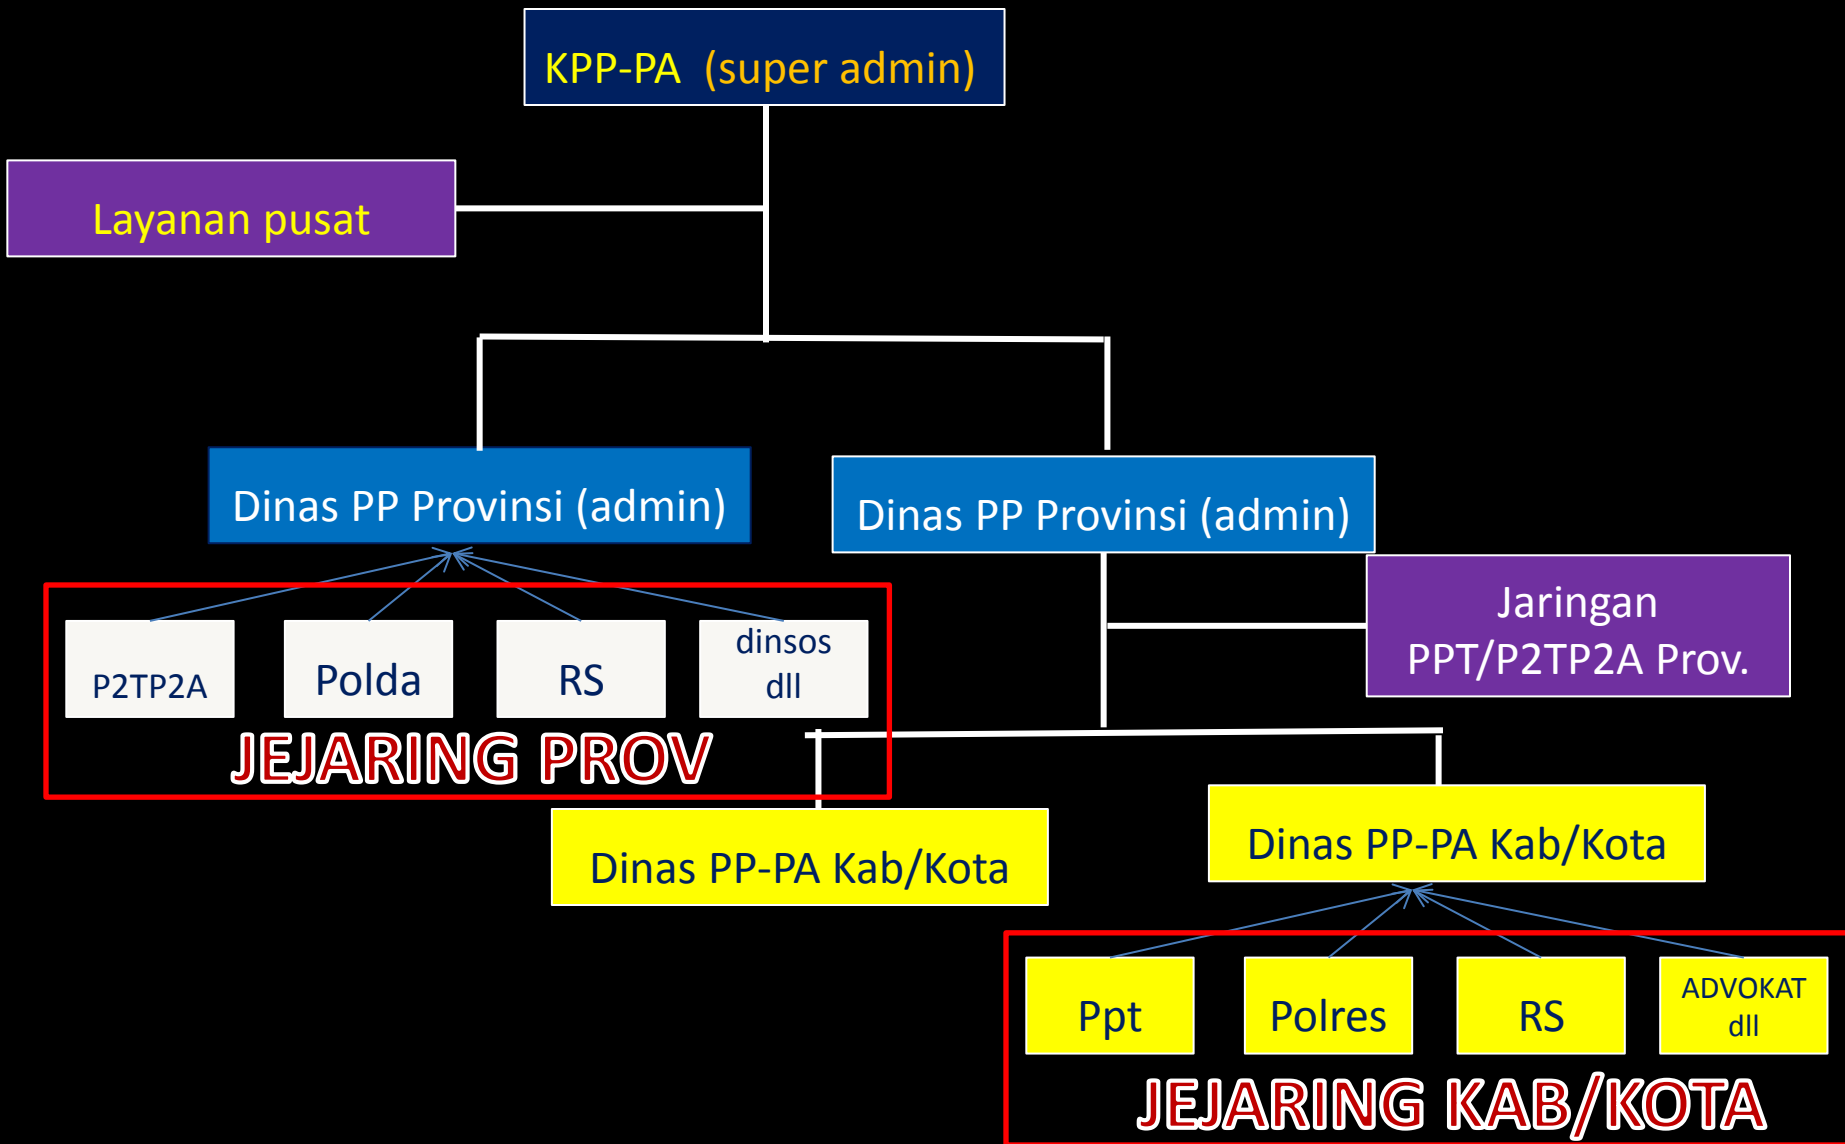 KPP-PA (super admin)
Layanan pusat
Dinas PP Provinsi (admin)
Dinas PP Provinsi (admin)
Jaringan
PPT/P2TP2A Prov.
P2TP2A
Polda
RS
dinsos
dll
JEJARING PROV
Dinas PP-PA Kab/Kota
Dinas PP-PA Kab/Kota
Ppt
Polres
RS
ADVOKAT
dll
JEJARING KAB/KOTA